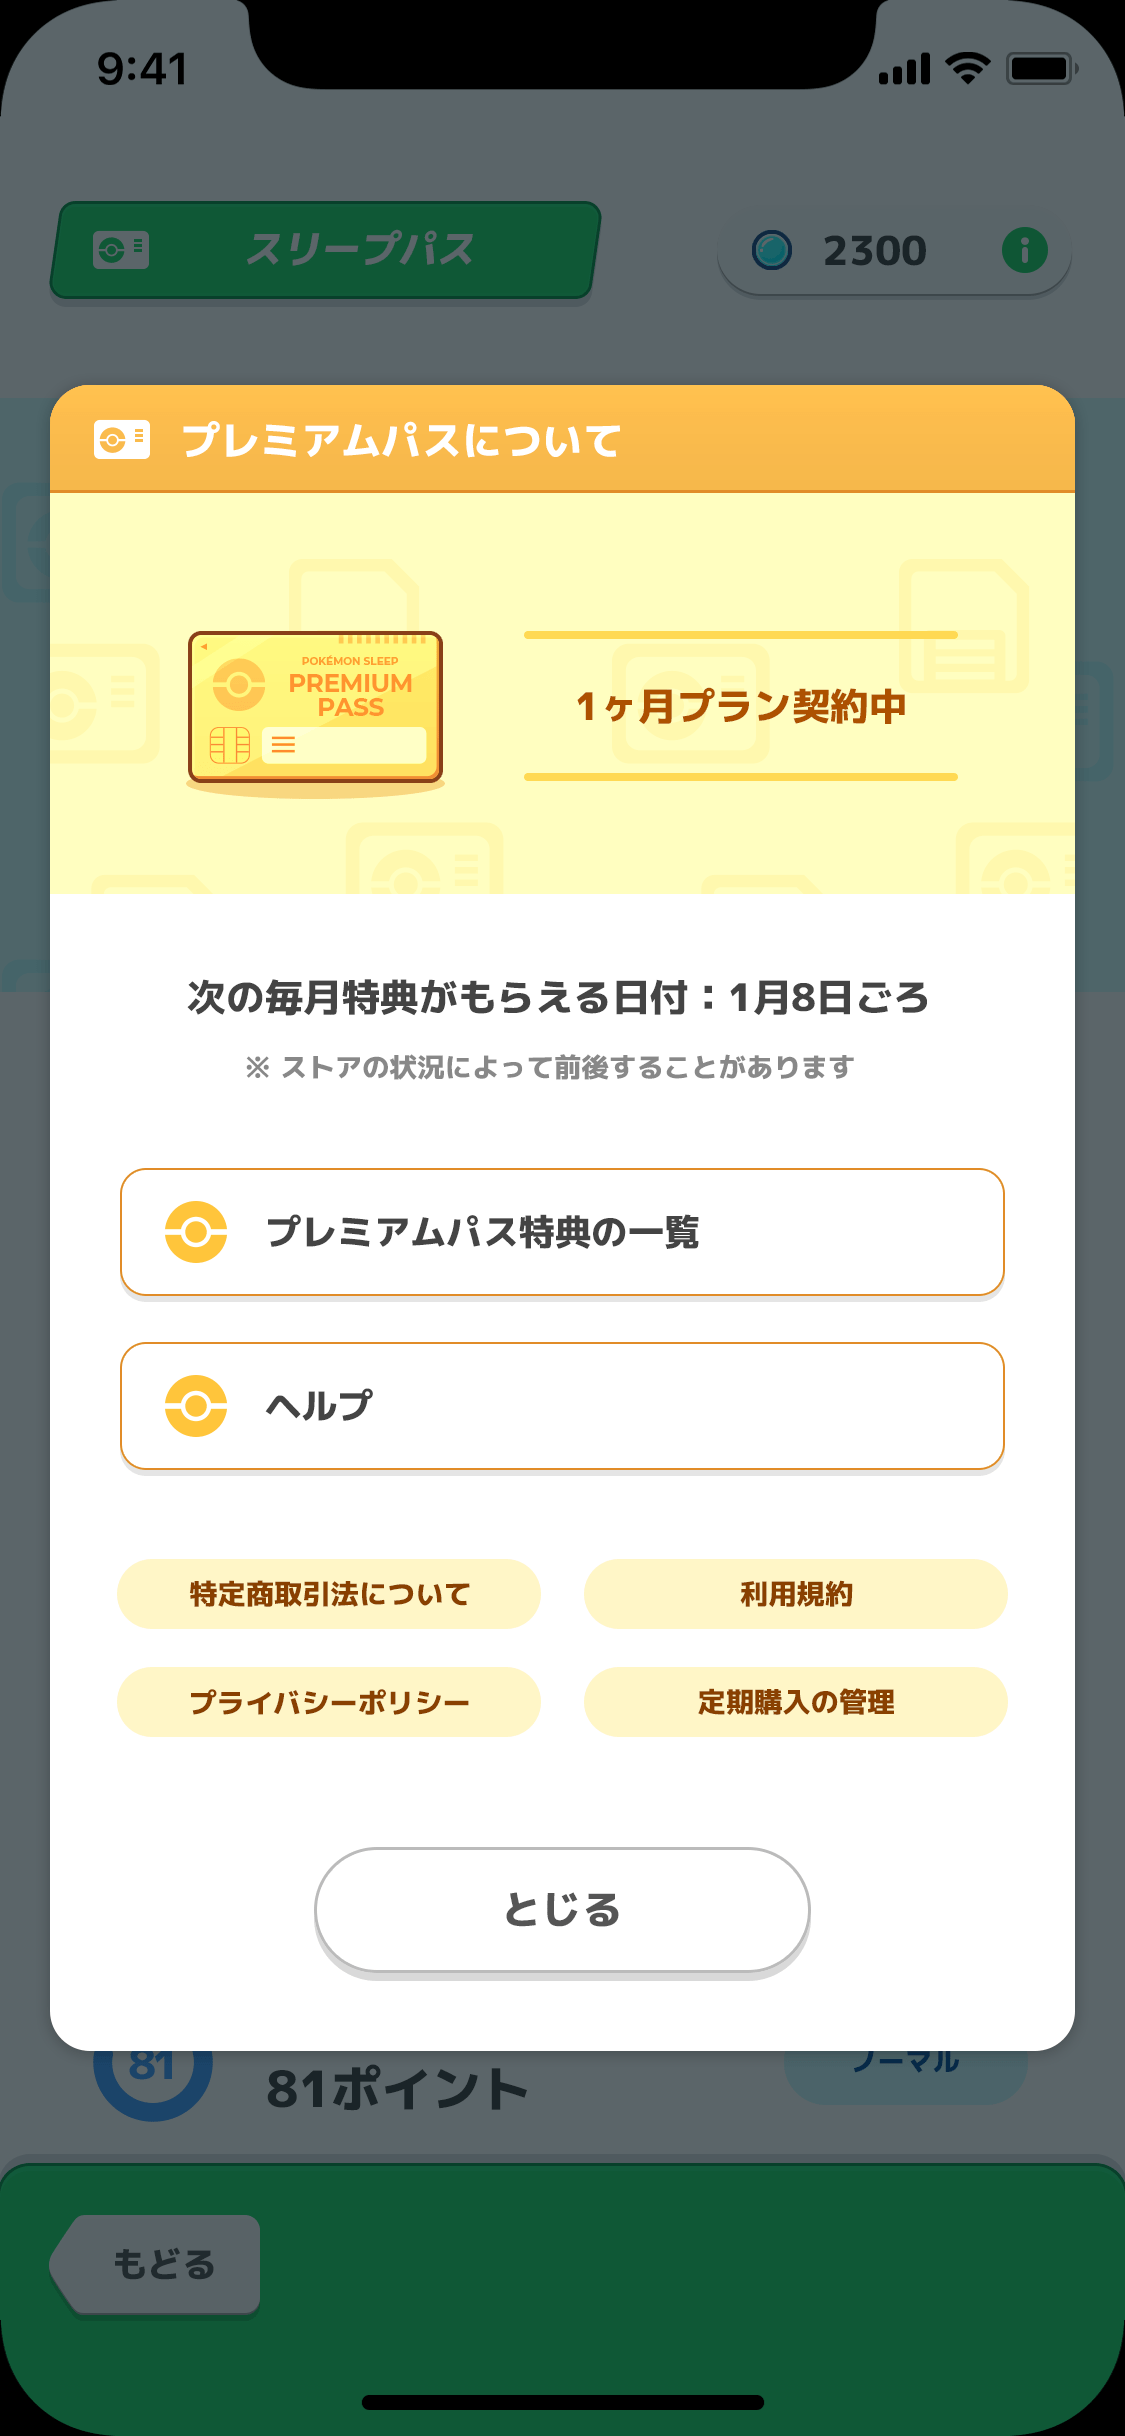 9:41
スリープパス
2300
プレミアムパスについて
POKÉMON SLEEP
PREMIUM
PASS
1ヶ月プラン契約中
次の毎月特典がもらえる日付：1月8日ごろ
※ ストアの状況によって前後することがあります
プレミアムパス特典の一覧
ヘルプ
特定商取引法について
利用規約
プライバシーポリシー
定期購入の管理
とじる
81
81ポイント
ノーマル
もどる